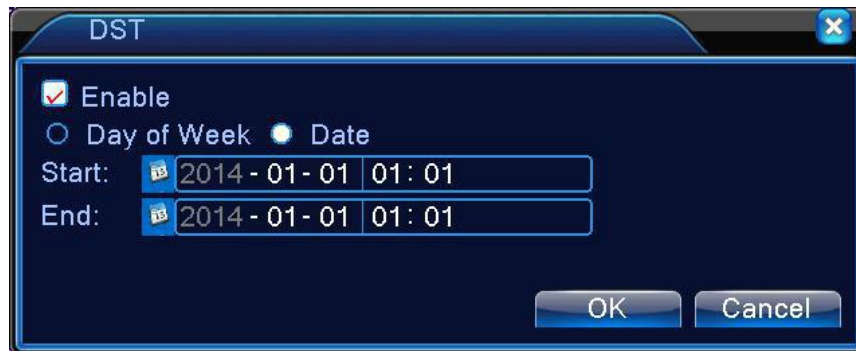 DST
Enable
Day of Week Date
Start: 2014-01-01 01:01
End: 2014-01-01 01:01
OK Cancel